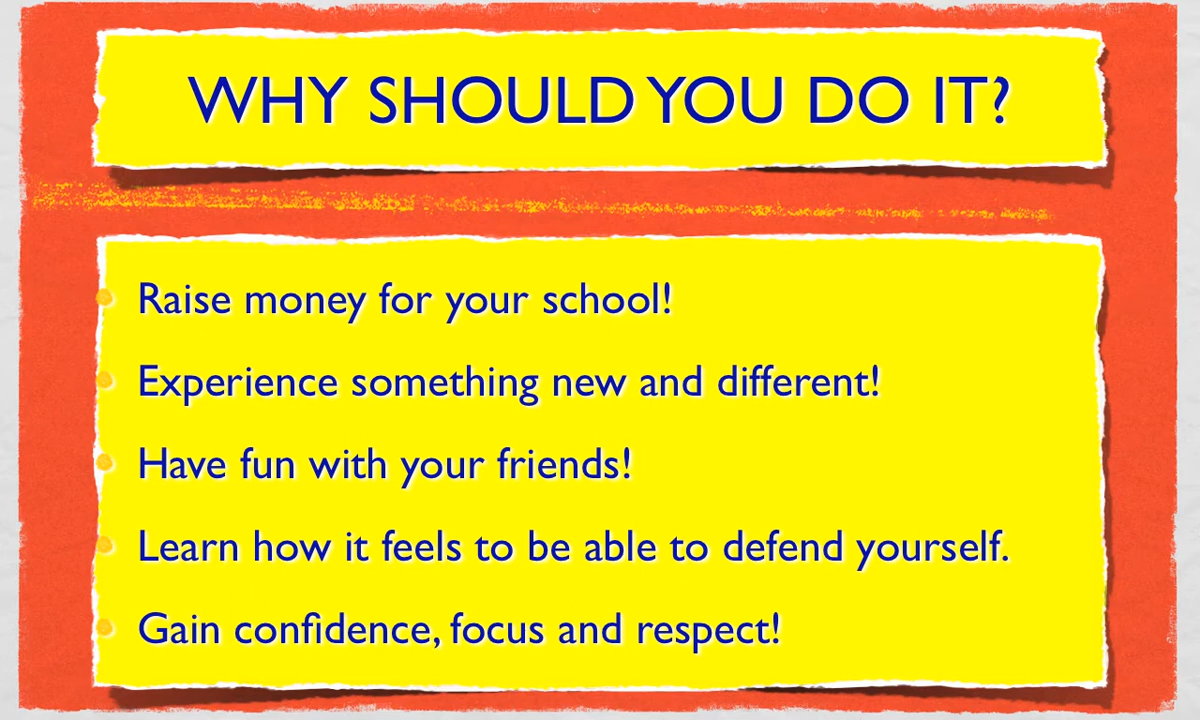 WHY SHOULD YOU DO IT?
Raise money for your school!
Experience something new and different!
Have fun with your friends!
Learn how it feels to be able to defend yourself.
Gain confidence, focus and respect!